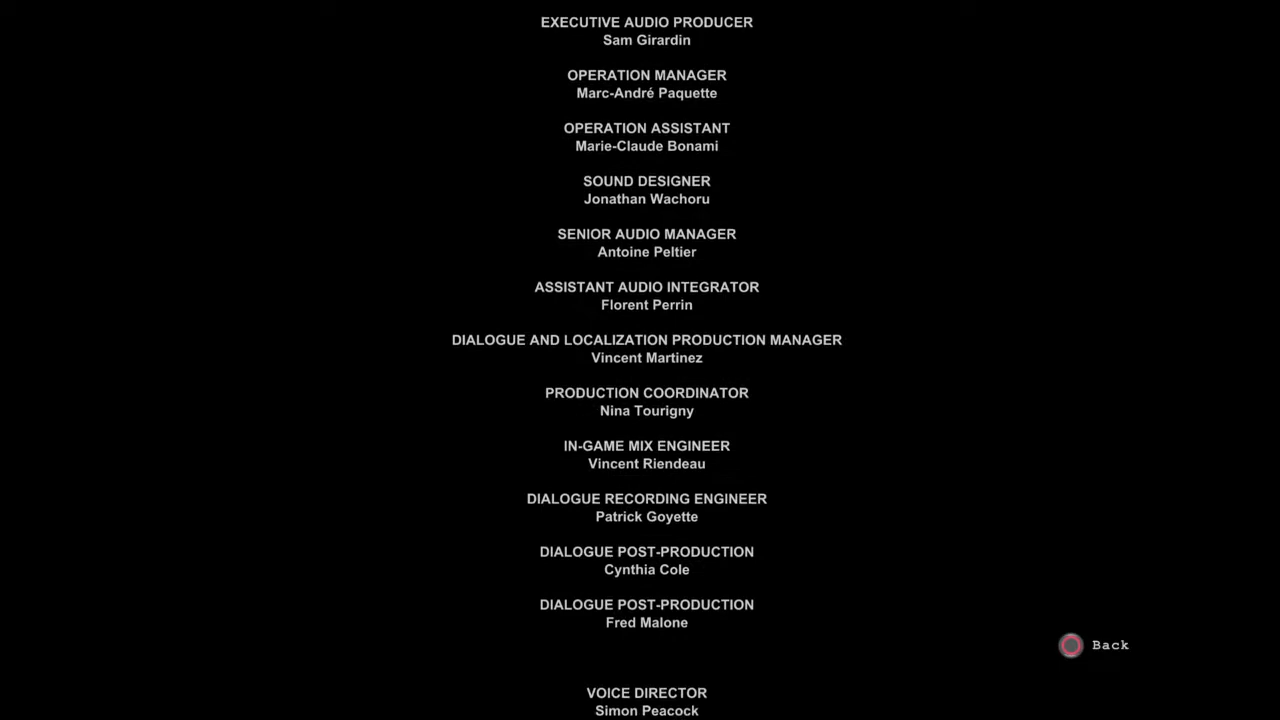 EXECUTIVE AUDIO PRODUCER
Sam Girardin
OPERATION MANAGER
Marc-André Paquette
OPERATION ASSISTANT
Marie-Claude Bonami
SOUND DESIGNER
Jonathan Wachoru
SENIOR AUDIO MANAGER
Antoine Peltier
ASSISTANT AUDIO INTEGRATOR
Florent Perrin
DIALOGUE AND LOCALIZATION PRODUCTION MANAGER
Vincent Martinez
PRODUCTION COORDINATOR
Nina Tourigny
IN-GAME MIX ENGINEER
Vincent Riendeau
DIALOGUE RECORDING ENGINEER
Patrick Goyette
DIALOGUE POST-PRODUCTION
Cynthia Cole
DIALOGUE POST-PRODUCTION
Fred Malone
Back
VOICE DIRECTOR
Simon Peacock